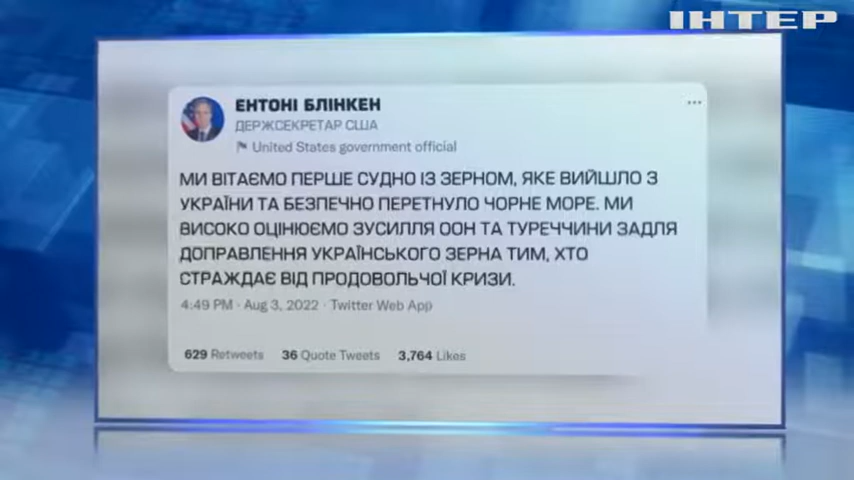 ІНТЕР
ЕНТОНІ БЛІНКЕН
ДЕРЖСЕКРЕТАР США
United States government official
МИ ВІТАЄМО ПЕРШЕ СУДНО ІЗ ЗЕРНОМ, ЯКЕ ВИЙШЛО З
УКРАЇНИ ТА БЕЗПЕЧНО ПЕРЕТНУЛО ЧОРНЕ МОРЕ. МИ
ВИСОКО ОЦІНЮЄМО ЗУСИЛЛЯ ООН ТА ТУРЕЧЧИНИ ЗАДЛЯ
ДОПРАВЛЕННЯ УКРАЇНСЬКОГО ЗЕРНА ТИМ, ХТО
СТРАЖДАЄ ВІД ПРОДОВОЛЬЧОЇ КРИЗИ.
4:49 PM · Aug 3, 2022 · Twitter Web App
629 Retweets 36 Quote Tweets 3,764 Likes